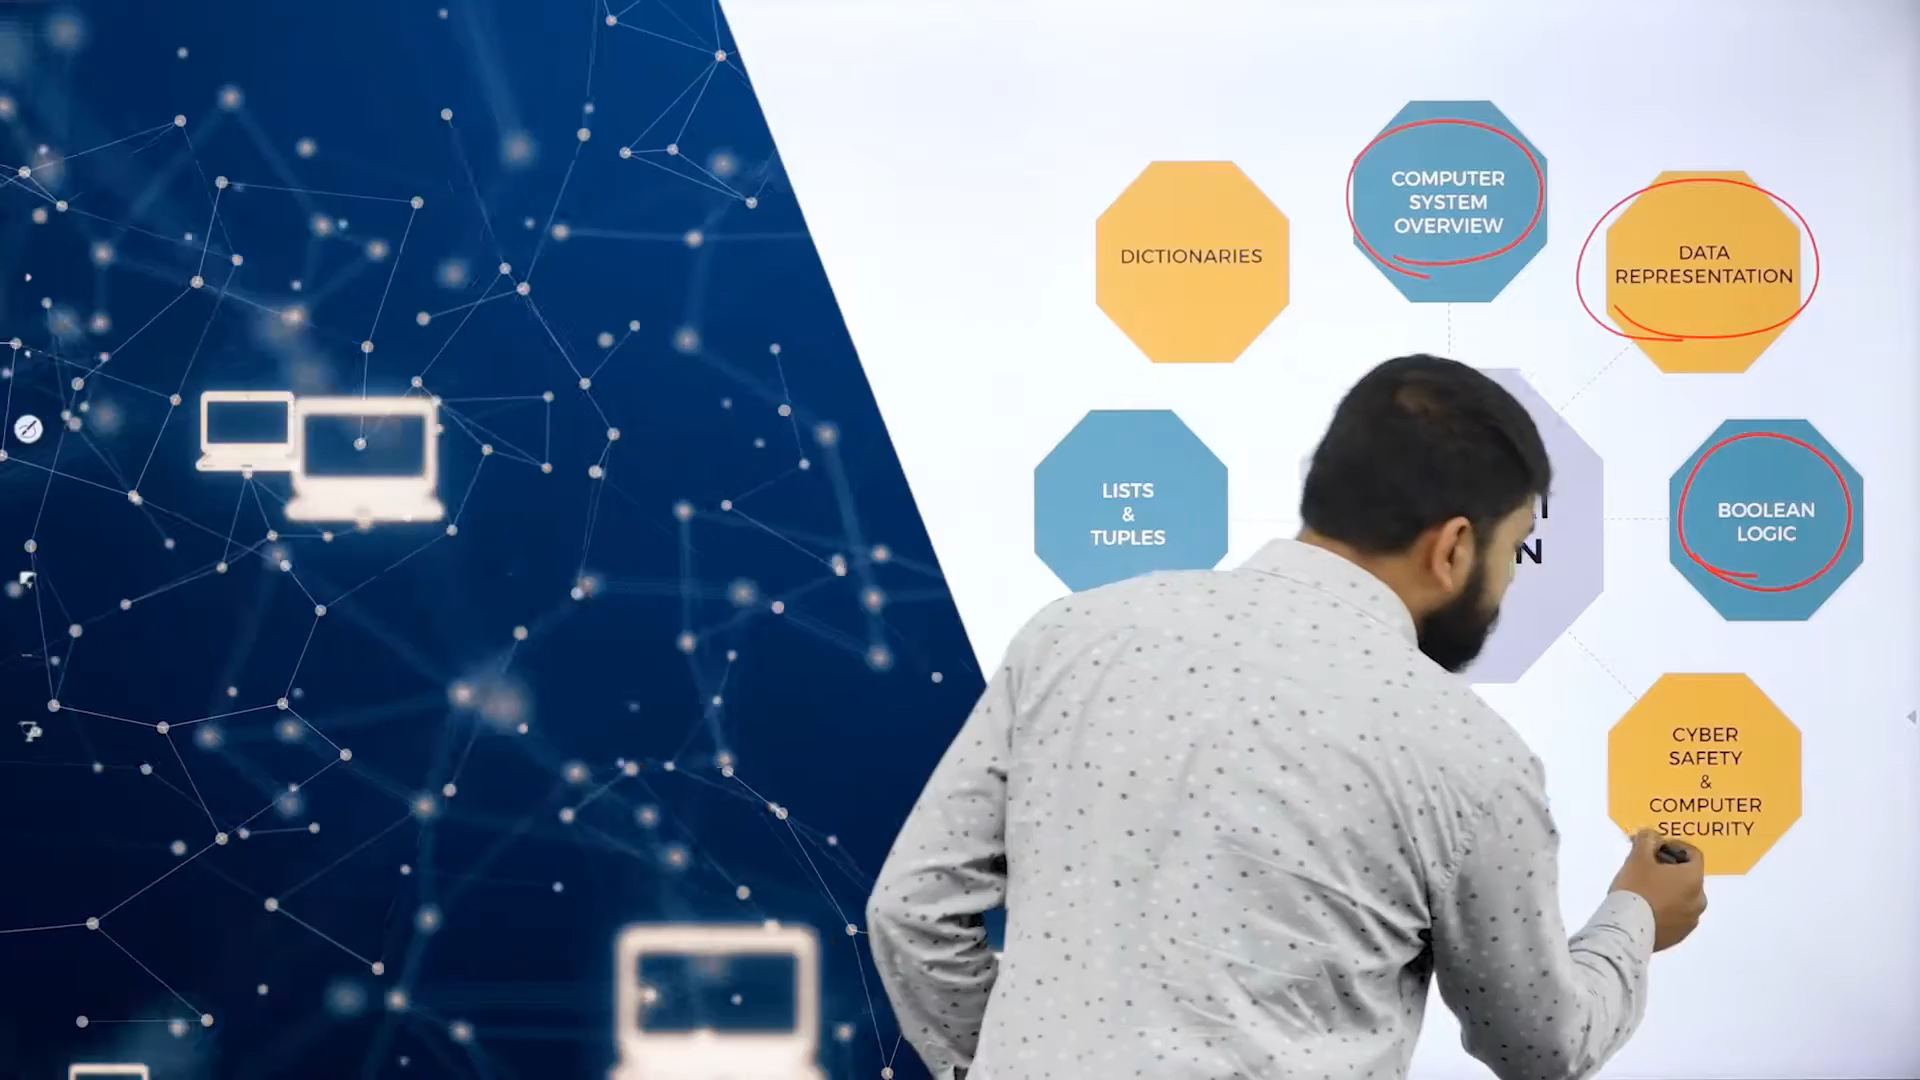 COMPUTER
SYSTEM
OVERVIEW
DICTIONARIES
DATA
REPRESENTATION
LISTS
&
TUPLES
BOOLEAN
LOGIC
CYBER
SAFETY
&
COMPUTER
SECURITY